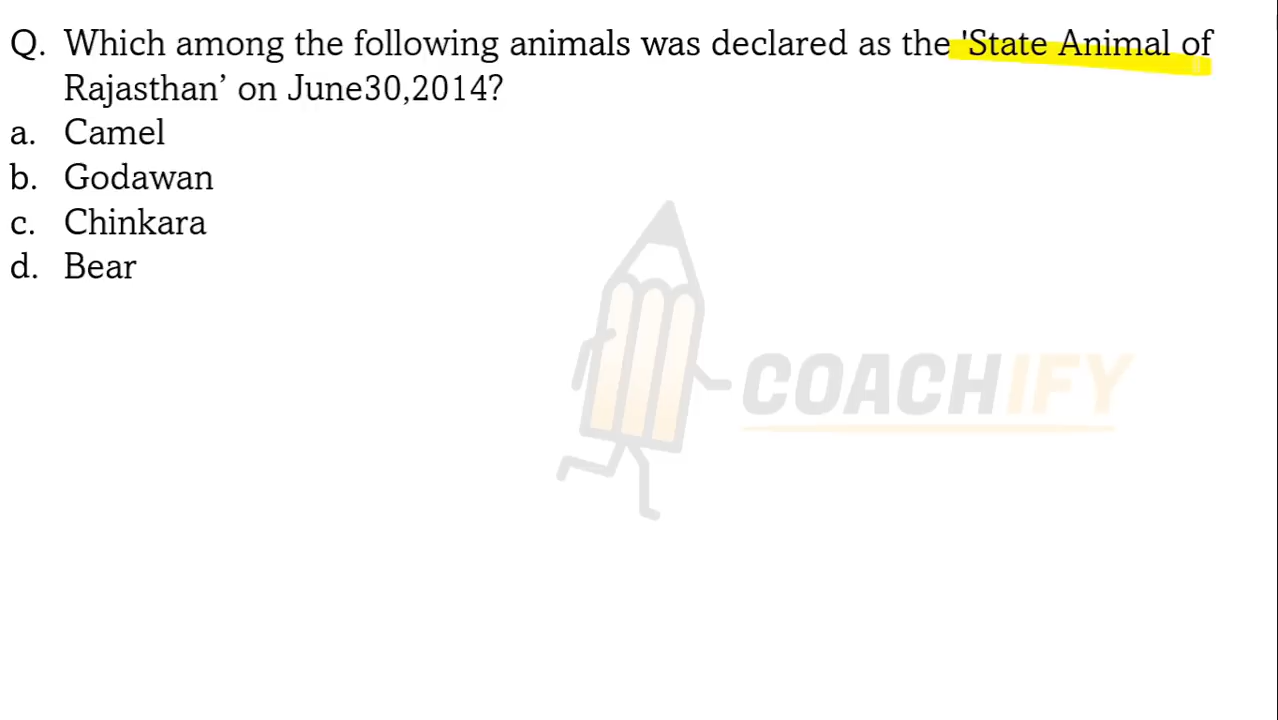 Q. Which among the following animals was declared as the 'State Animal of
Rajasthan’ on June30,2014?
a. Camel
b. Godawan
c. Chinkara
d. Bear
COACHIFY